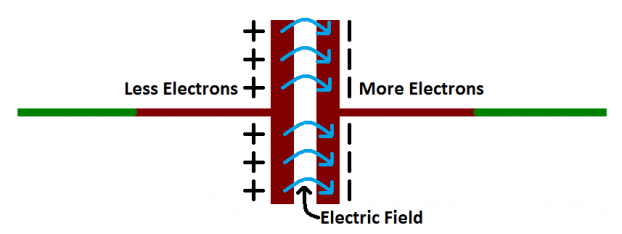 +
+
+
Less Electrons
More Electrons
+
+
+
Electric Field